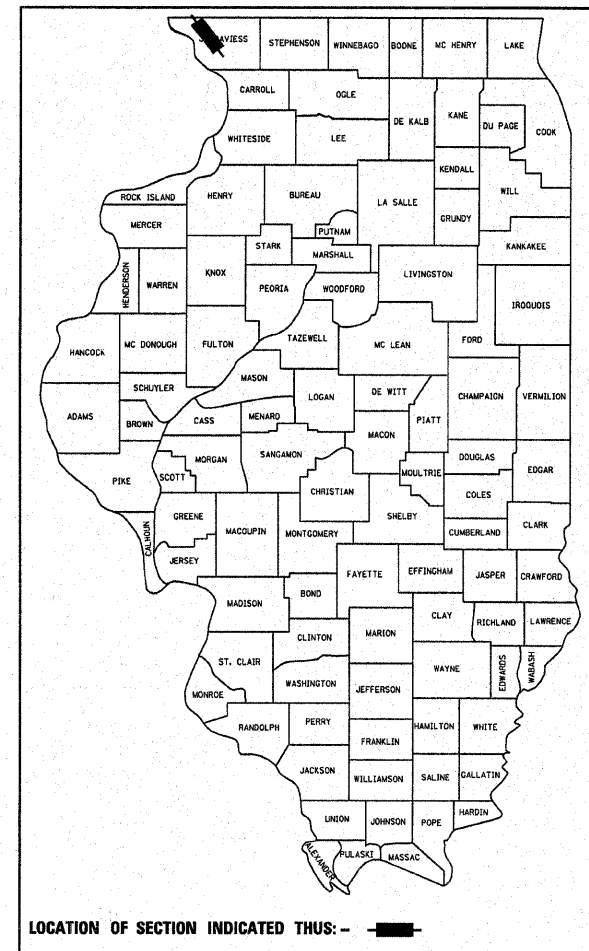 STEPHENSON
WINNEBAGO
BOONE
MC HENRY
LAKE
CARROLL
OGLE
DE KALB
KANE
DU PAGE
COOK
WHITESIDE
LEE
KENDALL
WILL
ROCK ISLAND
HENRY
BUREAU
LA SALLE
GRUNDY
MERCER
PUTNAM
STARK
MARSHALL
KANKAKEE
HENDERSON
WARREN
KNOX
PEORIA
WOODFORD
LIVINGSTON
IROQUOIS
HANCOCK
MC DONOUGH
FULTON
TAZEWELL
MC LEAN
FORD
SCHUYLER
MASON
LOGAN
DE WITT
CHAMPAIGN
VERMILION
ADAMS
BROWN
CASS
MENARD
MACON
PIATT
PIKE
SCOTT
MORGAN
SANGAMON
MOULTRIE
DOUGLAS
EDGAR
CHRISTIAN
COLES
CALHOUN
GREENE
MACOUPIN
MONTGOMERY
SHELBY
CUMBERLAND
CLARK
JERSEY
FAYETTE
EFFINGHAM
JASPER
CRAWFORD
MADISON
BOND
CLAY
RICHLAND
LAWRENCE
CLINTON
MARION
ST. CLAIR
WAYNE
EDWARDS
WABASH
WASHINGTON
JEFFERSON
MONROE
RANDOLPH
PERRY
HAMILTON
WHITE
FRANKLIN
JACKSON
WILLIAMSON
SALINE
GALLATIN
UNION
JOHNSON
POPE
HARDIN
ALEXANDER
PULASKI
MASSAC
LOCATION OF SECTION INDICATED THUS: -